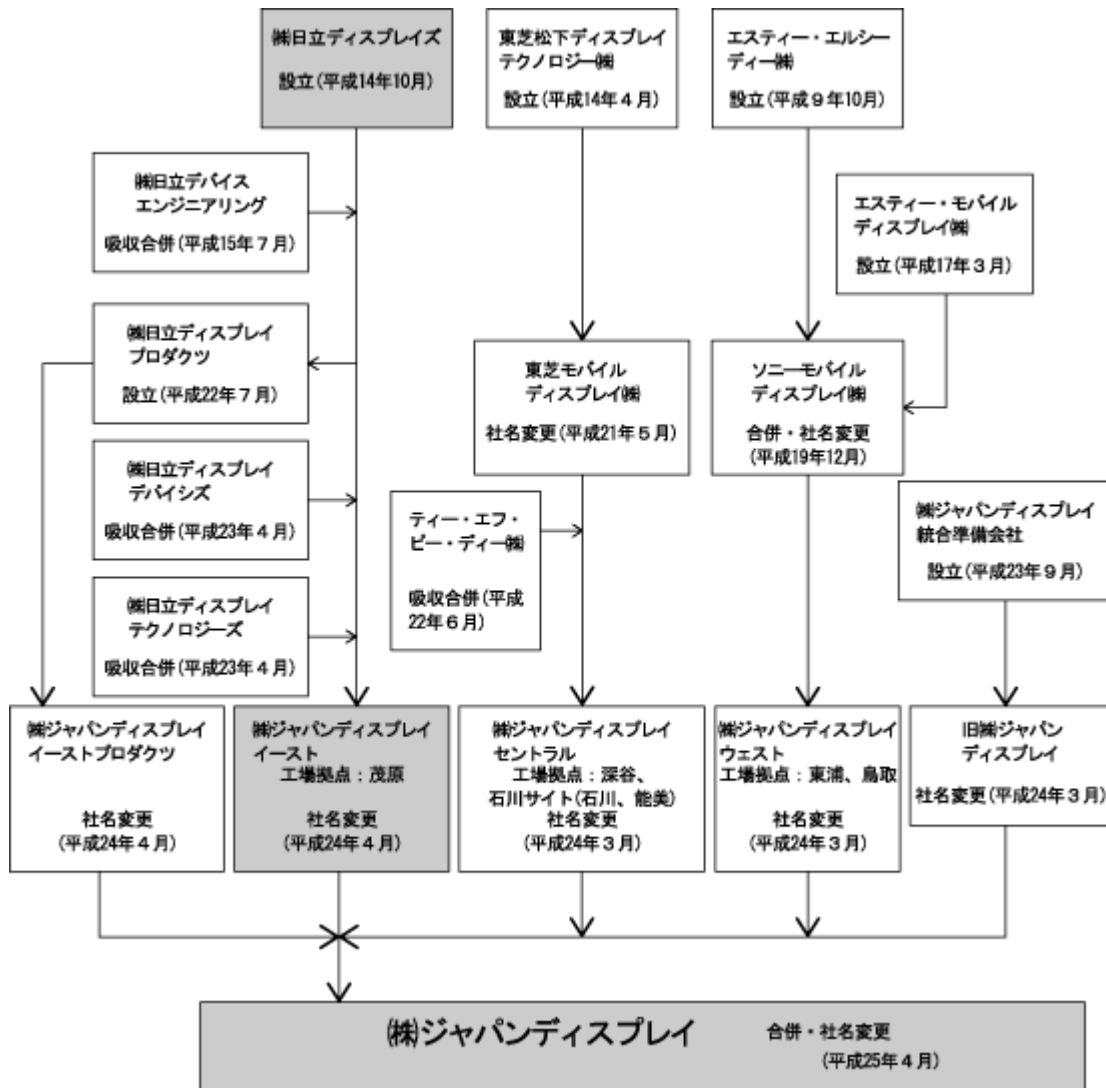 ㈱日立ディスプレイズ
設立(平成14年10月)
東芝松下ディスプレイ
テクノロジー㈱
設立(平成14年４月)
エスティー・エルシー
ディー㈱
設立(平成９年10月)
㈱日立デバイス
エンジニアリング
吸収合併(平成15年７月)
エスティー・モバイル
ディスプレイ㈱
設立(平成17年３月)
㈱日立ディスプレイ
プロダクツ
設立(平成22年７月)
東芝モバイル
ディスプレイ㈱
社名変更(平成21年５月)
ソニーモバイル
ディスプレイ㈱
合併・社名変更
(平成19年12月)
㈱日立ディスプレイ
デバイシズ
吸収合併(平成23年４月)
ティー・エフ・
ピー・ディー㈱
吸収合併(平成
22年６月)
㈱ジャパンディスプレイ
統合準備会社
設立(平成23年９月)
㈱日立ディスプレイ
テクノロジーズ
吸収合併(平成23年４月)
㈱ジャパンディスプレイ
イーストプロダクツ
社名変更
(平成24年４月)
㈱ジャパンディスプレイ
イースト
工場拠点：茂原
社名変更
(平成24年４月)
㈱ジャパンディスプレイ
セントラル
工場拠点：深谷、
石川サイト(石川、能美)
社名変更
(平成24年３月)
㈱ジャパンディスプレイ
ウェスト
工場拠点：東浦、鳥取
社名変更
(平成24年３月)
旧㈱ジャパン
ディスプレイ
社名変更(平成24年３月)
㈱ジャパンディスプレイ 合併・社名変更
(平成25年４月)